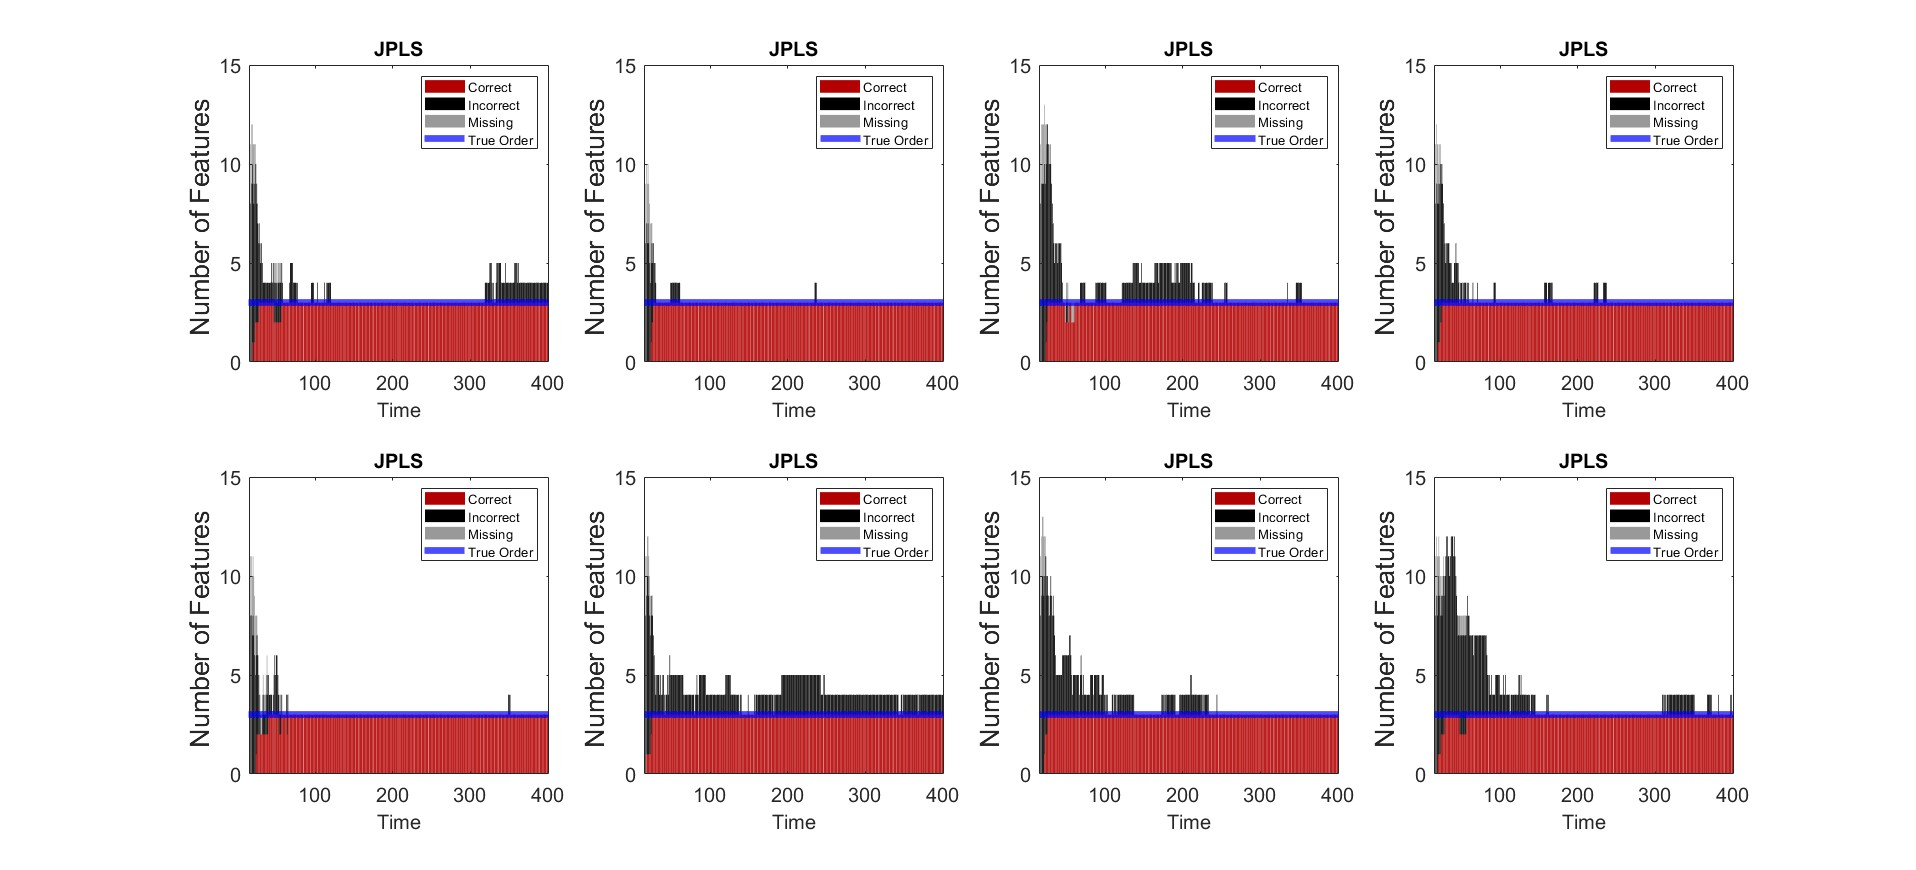 JPLS
15
10
5
0
Number of Features
Correct
Incorrect
Missing
True Order
100 200 300 400
Time
JPLS
15
10
5
0
Number of Features
Correct
Incorrect
Missing
True Order
100 200 300 400
Time
JPLS
15
10
5
0
Number of Features
Correct
Incorrect
Missing
True Order
100 200 300 400
Time
JPLS
15
10
5
0
Number of Features
Correct
Incorrect
Missing
True Order
100 200 300 400
Time
JPLS
15
10
5
0
Number of Features
Correct
Incorrect
Missing
True Order
100 200 300 400
Time
JPLS
15
10
5
0
Number of Features
Correct
Incorrect
Missing
True Order
100 200 300 400
Time
JPLS
15
10
5
0
Number of Features
Correct
Incorrect
Missing
True Order
100 200 300 400
Time
JPLS
15
10
5
0
Number of Features
Correct
Incorrect
Missing
True Order
100 200 300 400
Time